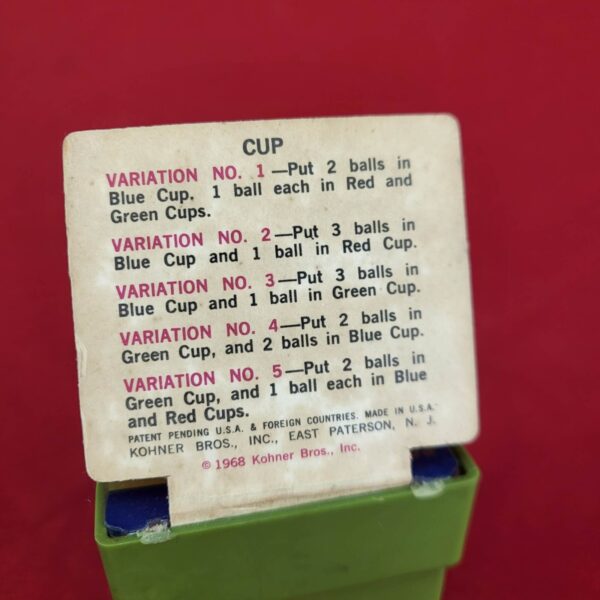 CUP
VARIATION NO. 1—Put 2 balls in
Blue Cup, 1 ball each in Red and
Green Cups.
VARIATION NO. 2—Put 3 balls in
Blue Cup and 1 ball in Red Cup.
VARIATION NO. 3—Put 3 balls in
Blue Cup and 1 ball in Green Cup.
VARIATION NO. 4—Put 2 balls in
Green Cup, and 2 balls in Blue Cup.
VARIATION NO. 5—Put 2 balls in
Green Cup, and 1 ball each in Blue
and Red Cups.
PATENT PENDING U.S.A. & FOREIGN COUNTRIES. MADE IN U.S.A.
KOHNER BROS., INC., EAST PATERSON, N. J.
© 1968 Kohner Bros., Inc.